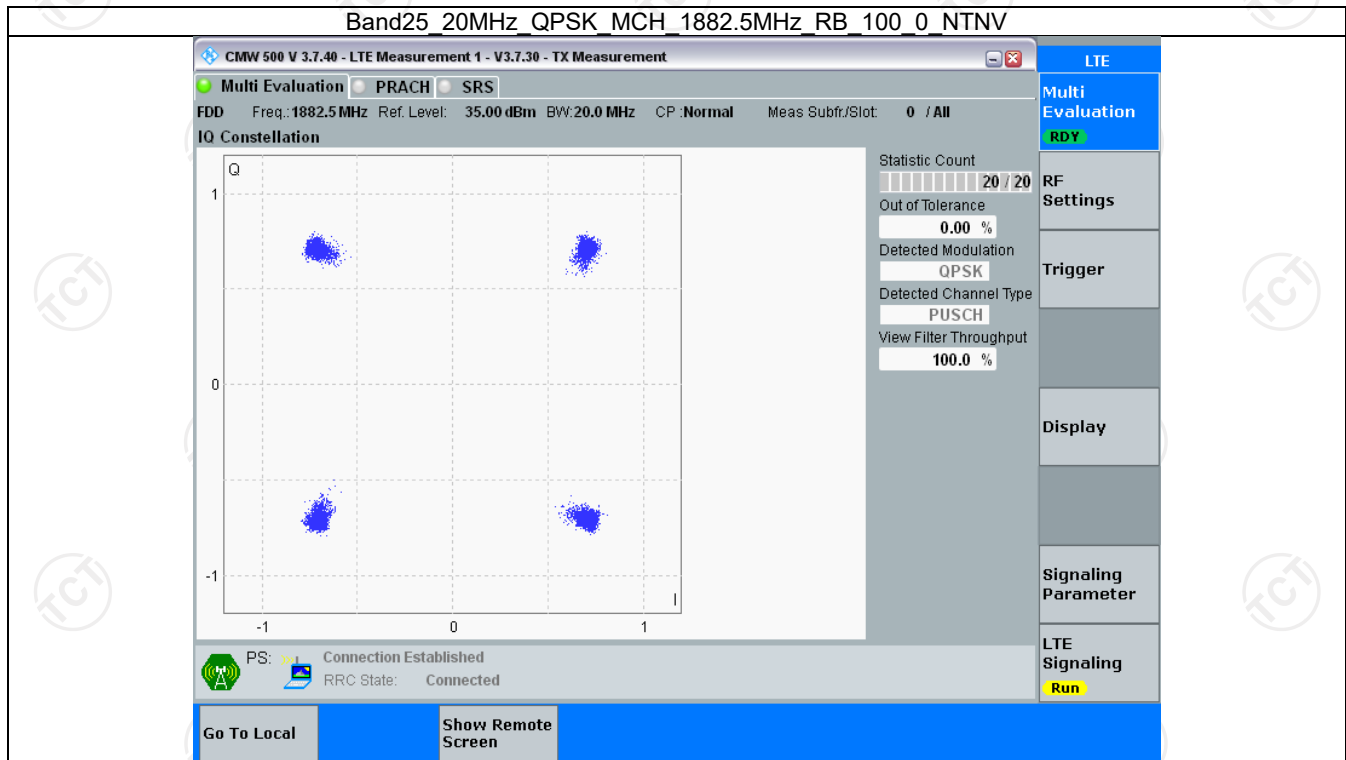 Band25_20MHz_QPSK_MCH_1882.5MHz_RB_100_0_NTNV
CMW 500 V 3.7.40 - LTE Measurement 1 - V3.7.30 - TX Measurement
LTE
Multi Evaluation PRACH SRS
FDD Freq.:1882.5 MHz Ref. Level: 35.00 dBm BW:20.0 MHz CP :Normal Meas Subfr./Slot: 0 / All
IQ Constellation
Q
1
0
-1
I
-1 0 1
Statistic Count
20 / 20
Out of Tolerance
0.00 %
Detected Modulation
QPSK
Detected Channel Type
PUSCH
View Filter Throughput
100.0 %
Multi
Evaluation
RDY
RF
Settings
Trigger
Display
Signaling
Parameter
LTE
Signaling
Run
PS: Connection Established
RRC State: Connected
Go To Local
Show Remote
Screen
TCT
TCT
TCT
TCT